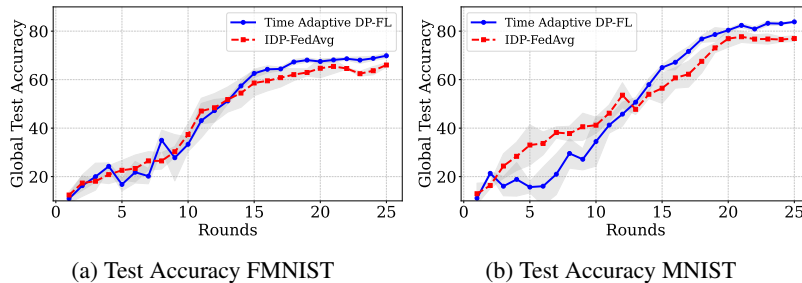 Global Test Accuracy
80
60
40
20
Time Adaptive DP-FL
IDP-FedAvg
0 5 10 15 20 25
Rounds
(a) Test Accuracy FMNIST
Global Test Accuracy
80
60
40
20
Time Adaptive DP-FL
IDP-FedAvg
0 5 10 15 20 25
Rounds
(b) Test Accuracy MNIST